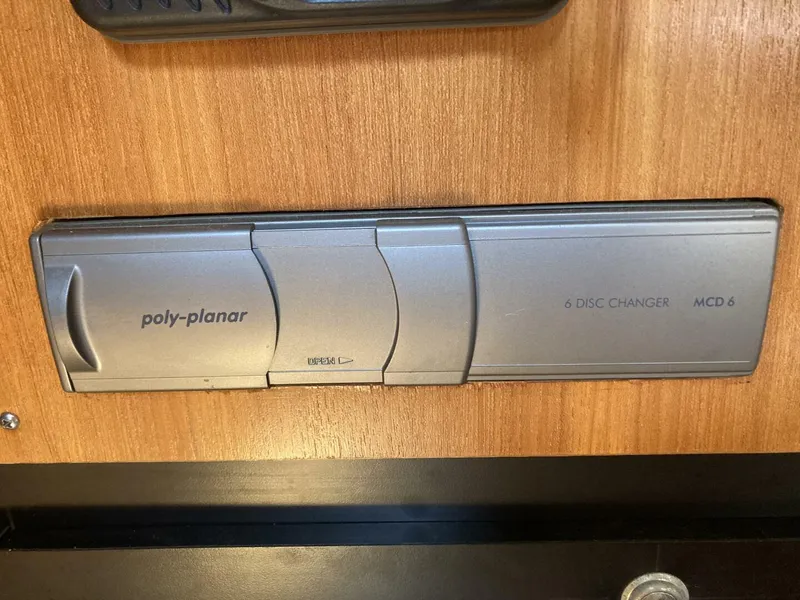 poly-planar
OPEN
6 DISC CHANGER MCD 6